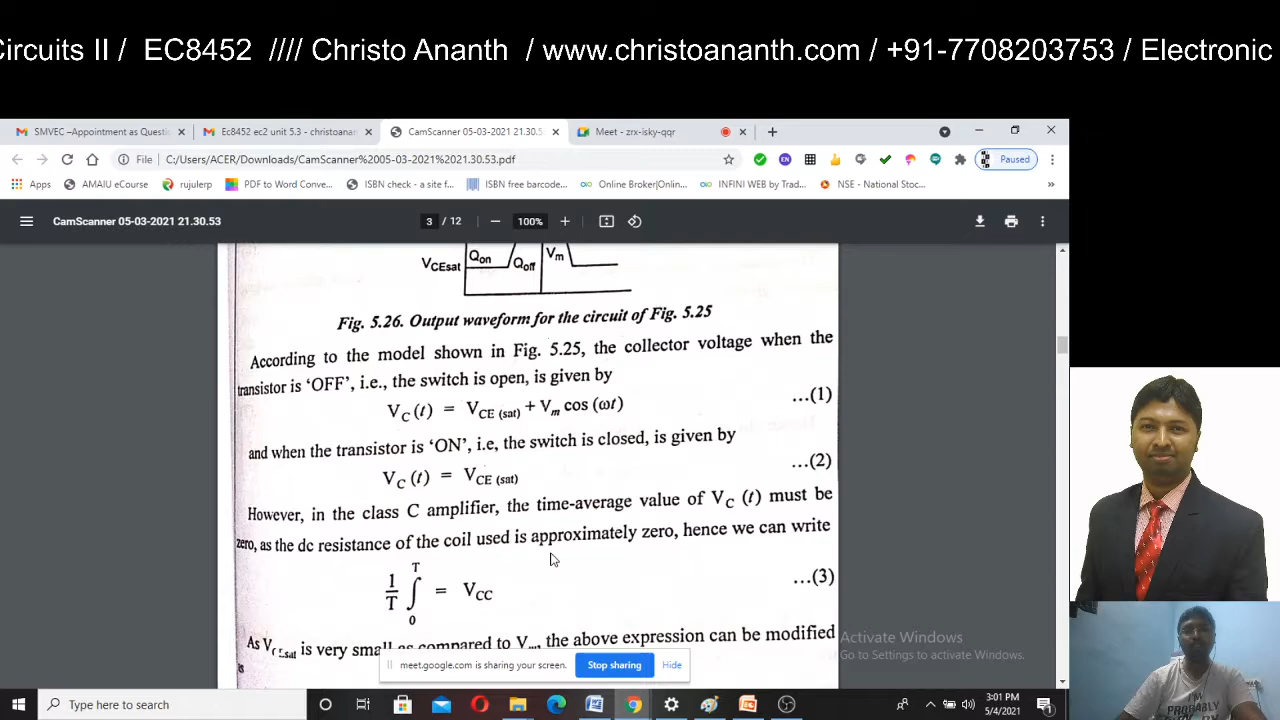 Circuits II / EC8452 //// Christo Ananth / www.christoananth.com / +91-7708203753 / Electronic
SMVEC –Appointment as Questi
Ec8452 ec2 unit 5.3 - christoanan
CamScanner 05-03-2021 21.30.5
Meet - zrx-isky-qqr
File C:/Users/ACER/Downloads/CamScanner%2005-03-2021%2021.30.53.pdf
EN
Paused
Apps AMAIU eCourse rujulerp PDF to Word Conve... ISBN check - a site f... ISBN free barcode... Online Broker|Onlin... INFINI WEB by Trad... NSE - National Stoc... »
CamScanner 05-03-2021 21.30.53
3 / 12 − 100% +
Qon Qoff Vm
VCEsat
Fig. 5.26. Output waveform for the circuit of Fig. 5.25
According to the model shown in Fig. 5.25, the collector voltage when the
transistor is ‘OFF’, i.e., the switch is open, is given by
VC (t) = VCE (sat) + Vm cos (ωt) ...(1)
and when the transistor is ‘ON’, i.e, the switch is closed, is given by
VC (t) = VCE (sat) ...(2)
However, in the class C amplifier, the time-average value of VC (t) must be
zero, as the dc resistance of the coil used is approximately zero, hence we can write
1/T ∫0T = VCC ...(3)
As VCEsat is very small as compared to Vm, the above expression can be modified
as
Activate Windows
Go to Settings to activate Windows.
meet.google.com is sharing your screen. Stop sharing Hide
I'M
PROBABLY
Type here to search
3:01 PM
5/4/2021
1